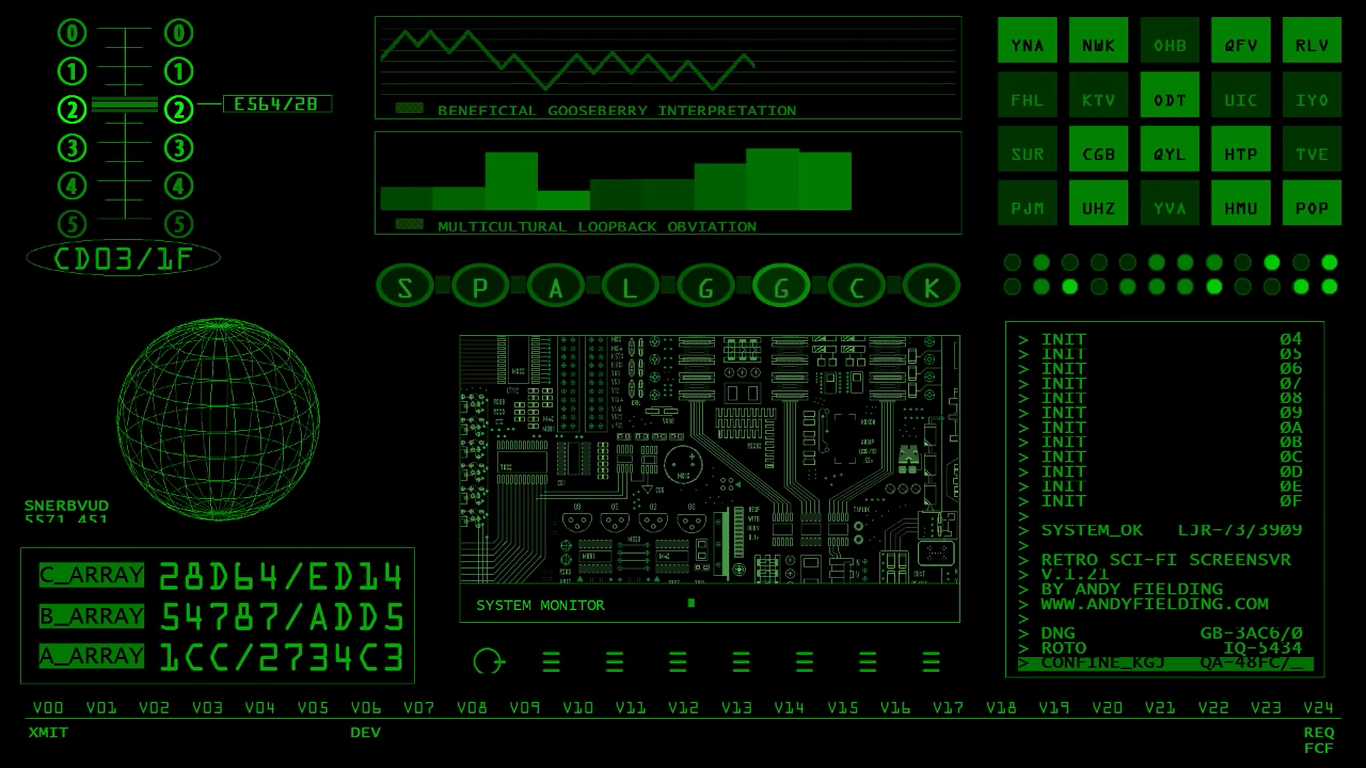 0 0
1 1
2 2
3 3
4 4
5 5
E564/2B
CD03/1F
BENEFICIAL GOOSEBERRY INTERPRETATION
MULTICULTURAL LOOPBACK OBVIATION
S P A L G G C K
YNA NWK OHB QFV RLV
FHL KTV ODT UIC IYO
SUR CGB QYL HTP TVE
PJM UHZ YVA HMU POP
SNERBVUD
5571 451
C_ARRAY 28D64/ED14
B_ARRAY 54787/ADD5
A_ARRAY 1CC/2734C3
SYSTEM MONITOR
> INIT Ø4
> INIT Ø5
> INIT Ø6
> INIT Ø7
> INIT Ø8
> INIT Ø9
> INIT ØA
> INIT ØB
> INIT ØC
> INIT ØD
> INIT ØE
> INIT ØF
>
> SYSTEM_OK LJR-73/3909
>
> RETRO SCI-FI SCREENSVR
> V.1.21
> BY ANDY FIELDING
> WWW.ANDYFIELDING.COM
>
> DNG GB-3AC6/Ø
> ROTO IQ-5434
> CONFINE_KGJ QA-48FC/_
V00 V01 V02 V03 V04 V05 V06 V07 V08 V09 V10 V11 V12 V13 V14 V15 V16 V17 V18 V19 V20 V21 V22 V23 V24
XMIT DEV REQ
FCF